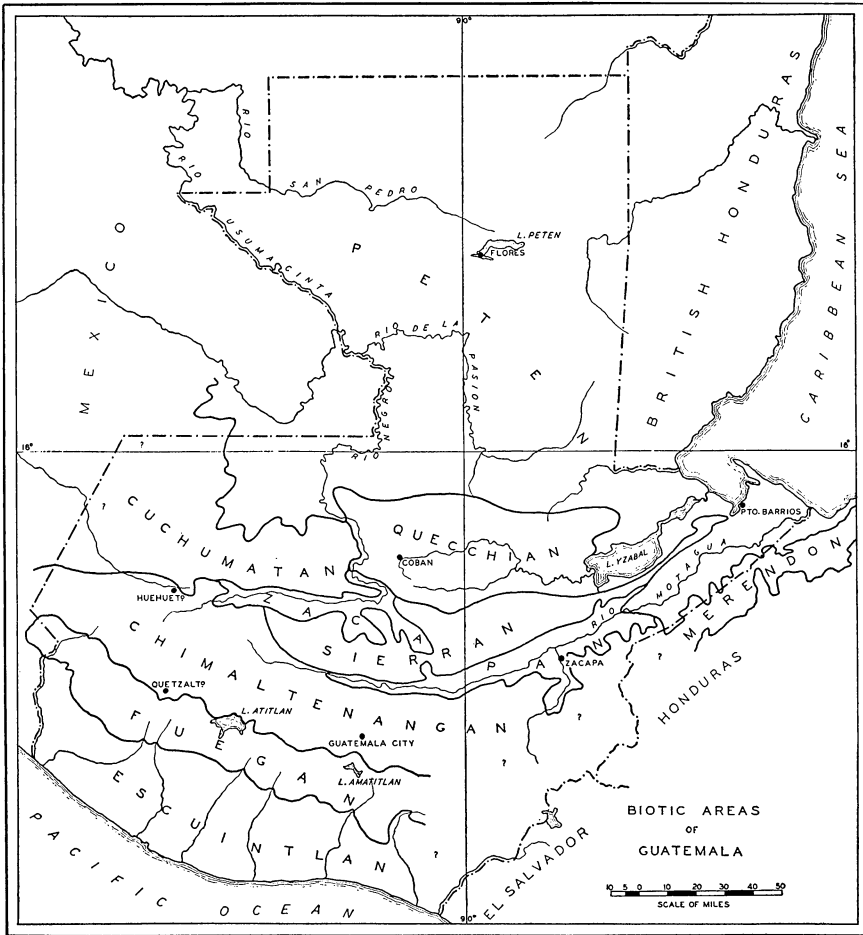 90°
RIO
RIO
SAN PEDRO
USUMACINTA
L. PETEN
FLORES
PETEN
MEXICO
BRITISH HONDURAS
CARIBBEAN SEA
RIO DE LA
PASION
RIO NEGRO
16°
16°
?
RIO
?
CUCHUMATAN
QUECCHIAN
COBAN
L. YZABAL
PTO. BARRIOS
HUEHUETO
ZACAPAN
SIERRAN
RIO MOTAGUA
MERENDON
ZACAPA
HONDURAS
?
CHIMALTENANGAN
QUETZALTO
L. ATITLAN
GUATEMALA CITY
?
?
FUEGAN
L. AMATITLAN
ESCUINTLAN
?
PACIFIC OCEAN
EL SALVADOR
90°
BIOTIC AREAS
OF
GUATEMALA
10 5 0 10 20 30 40 50
SCALE OF MILES